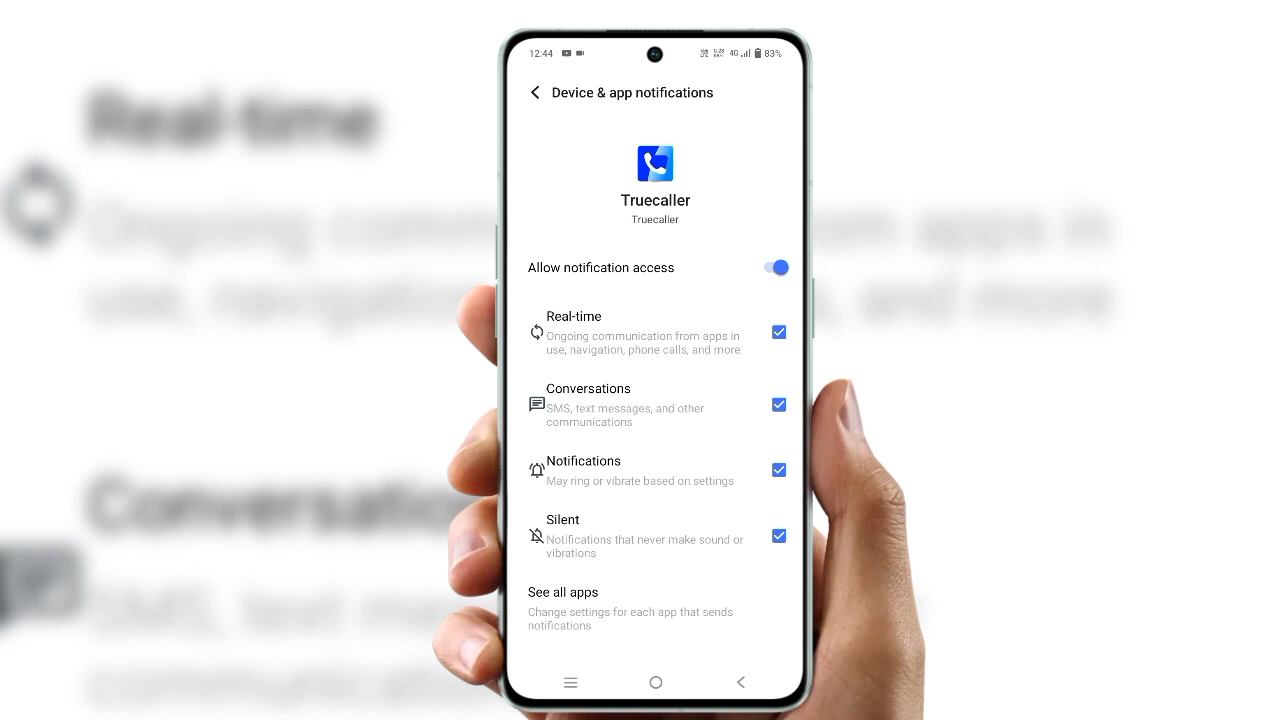 12:44
4G
83%
Device & app notifications
Truecaller
Truecaller
Allow notification access
Real-time
Ongoing communication from apps in
use, navigation, phone calls, and more
Conversations
SMS, text messages, and other
communications
Notifications
May ring or vibrate based on settings
Silent
Notifications that never make sound or
vibrations
See all apps
Change settings for each app that sends
notifications